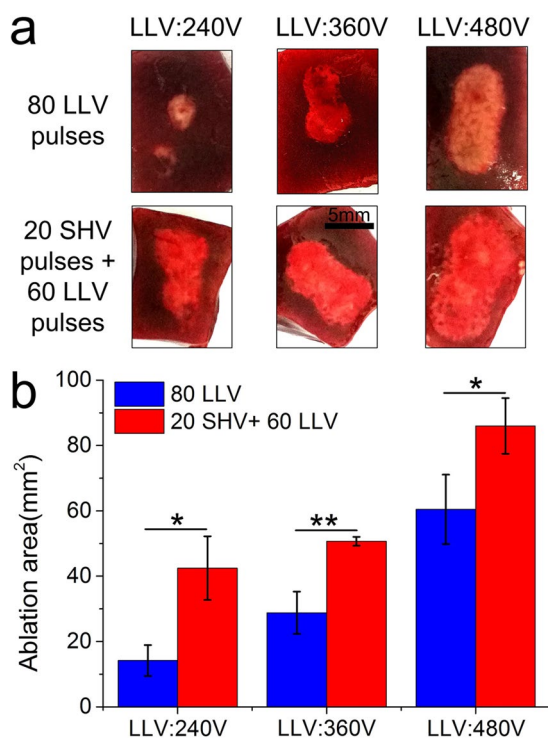 a
LLV:240V LLV:360V LLV:480V
80 LLV
pulses
20 SHV
pulses +
60 LLV
pulses
5mm
b
Ablation area(mm²)
100
80
60
40
20
0
80 LLV
20 SHV+ 60 LLV
*
**
*
LLV:240V LLV:360V LLV:480V